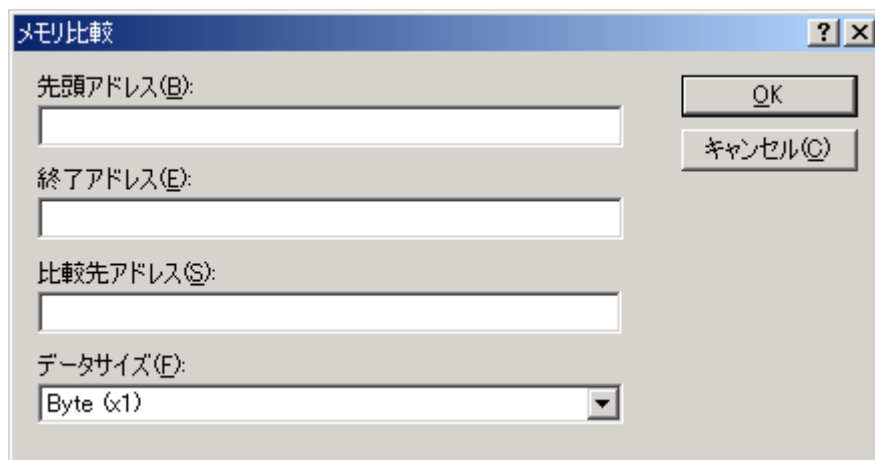 メモリ比較
先頭アドレス(B):
OK
キャンセル(C)
終了アドレス(E):
比較先アドレス(S):
データサイズ(F):
Byte (x1)